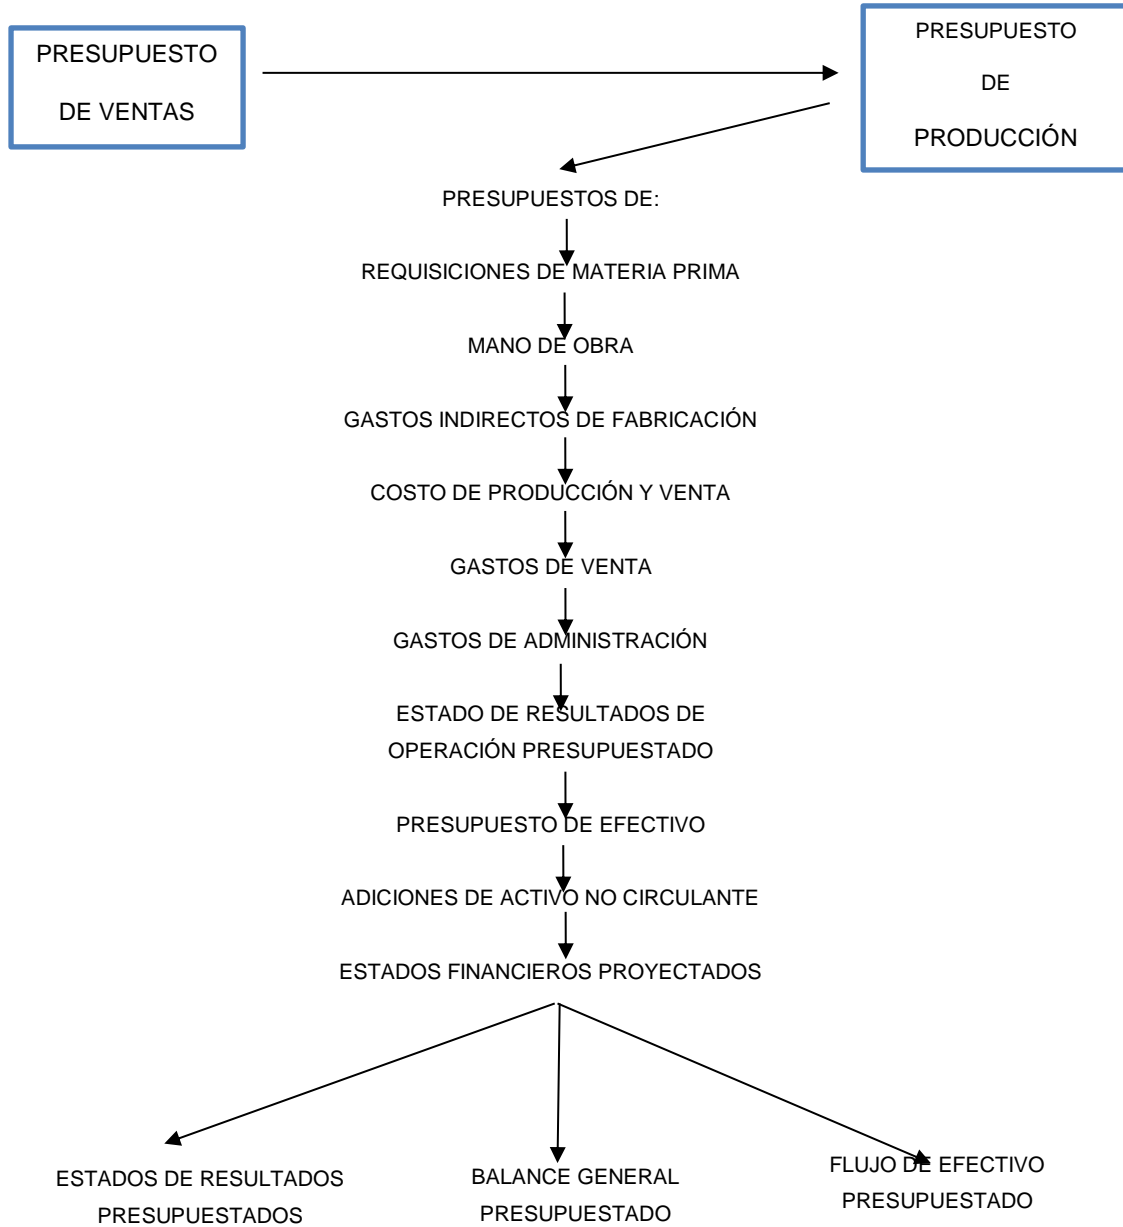 PRESUPUESTO
DE VENTAS
PRESUPUESTO
DE
PRODUCCIÓN
PRESUPUESTOS DE:
REQUISICIONES DE MATERIA PRIMA
MANO DE OBRA
GASTOS INDIRECTOS DE FABRICACIÓN
COSTO DE PRODUCCIÓN Y VENTA
GASTOS DE VENTA
GASTOS DE ADMINISTRACIÓN
ESTADO DE RESULTADOS DE
OPERACIÓN PRESUPUESTADO
PRESUPUESTO DE EFECTIVO
ADICIONES DE ACTIVO NO CIRCULANTE
ESTADOS FINANCIEROS PROYECTADOS
ESTADOS DE RESULTADOS
PRESUPUESTADOS
BALANCE GENERAL
PRESUPUESTADO
FLUJO DE EFECTIVO
PRESUPUESTADO